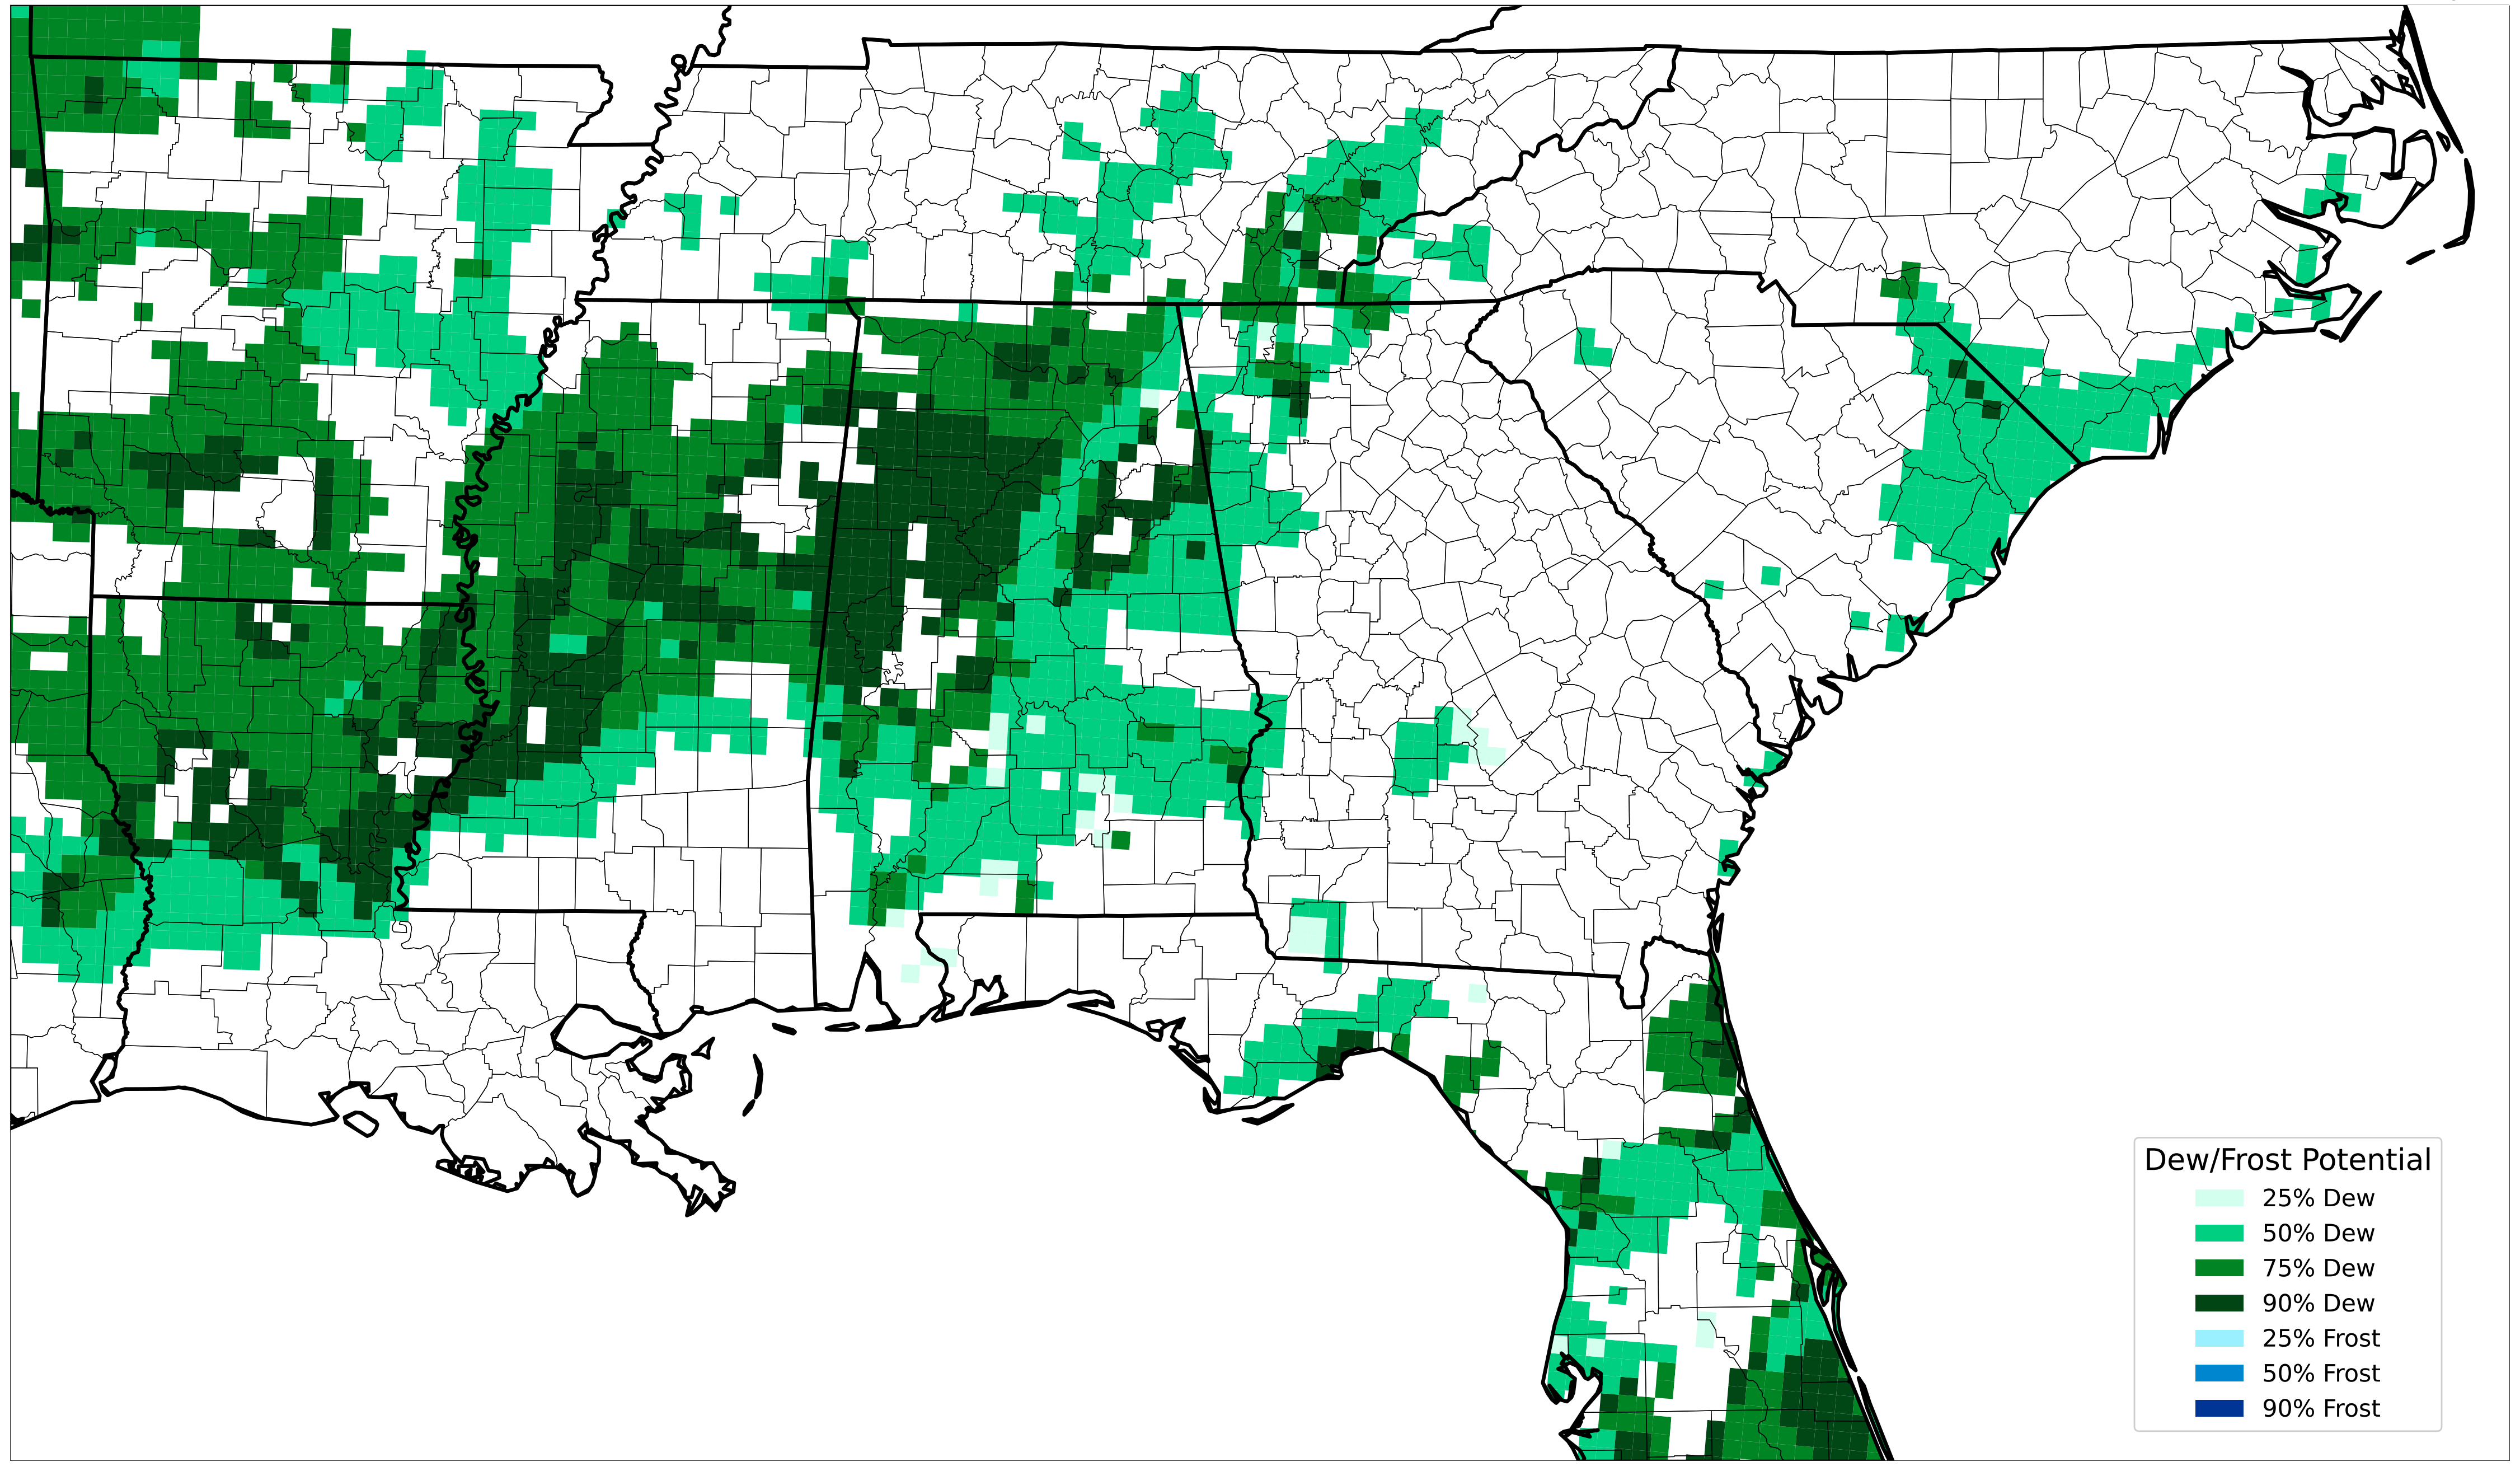 Dew/Frost Potential
25% Dew
50% Dew
75% Dew
90% Dew
25% Frost
50% Frost
90% Frost